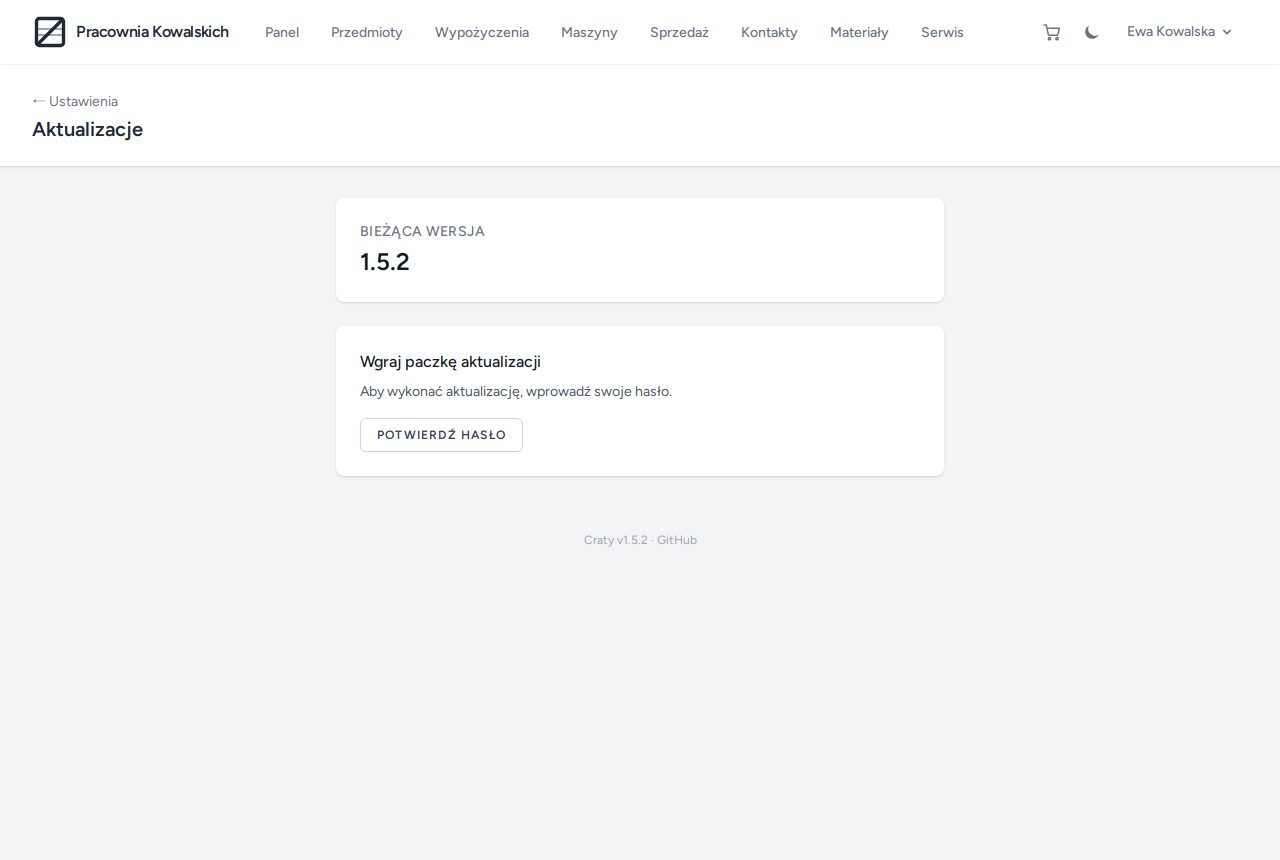 Pracownia Kowalskich Panel Przedmioty Wypożyczenia Maszyny Sprzedaż Kontakty Materiały Serwis Ewa Kowalska
← Ustawienia
Aktualizacje
BIEŻĄCA WERSJA
1.5.2
Wgraj paczkę aktualizacji
Aby wykonać aktualizację, wprowadź swoje hasło.
POTWIERDŹ HASŁO
Craty v1.5.2 · GitHub